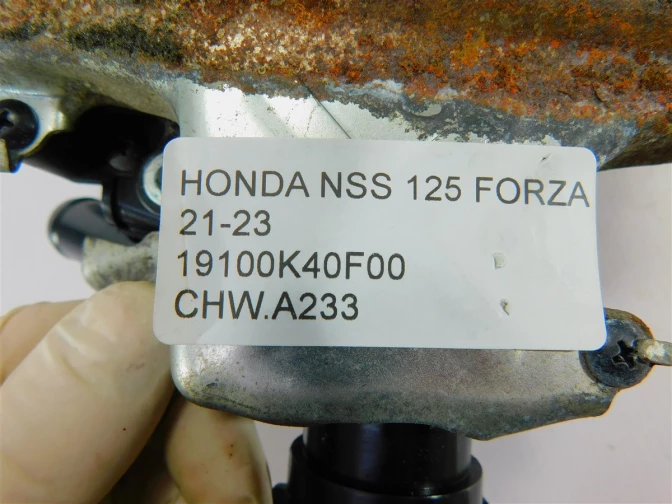 HONDA NSS 125 FORZA
21-23
19100K40F00
CHW.A233